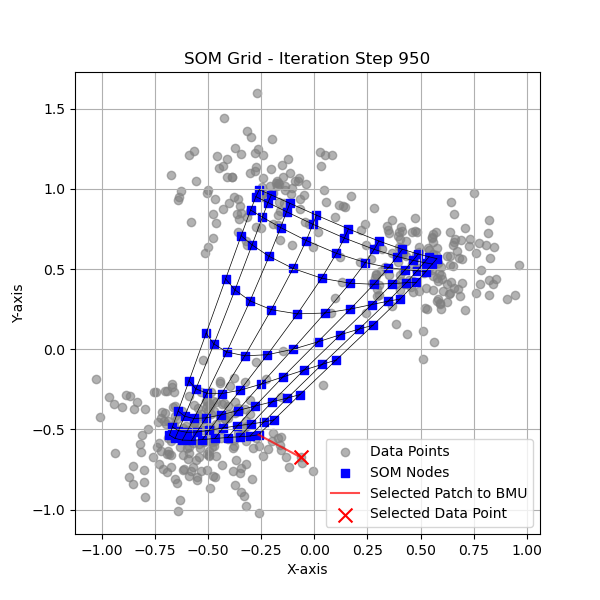 SOM Grid - Iteration Step 950
Y-axis
1.5
1.0
0.5
0.0
−0.5
−1.0
Data Points
SOM Nodes
Selected Patch to BMU
Selected Data Point
−1.00 −0.75 −0.50 −0.25 0.00 0.25 0.50 0.75 1.00
X-axis